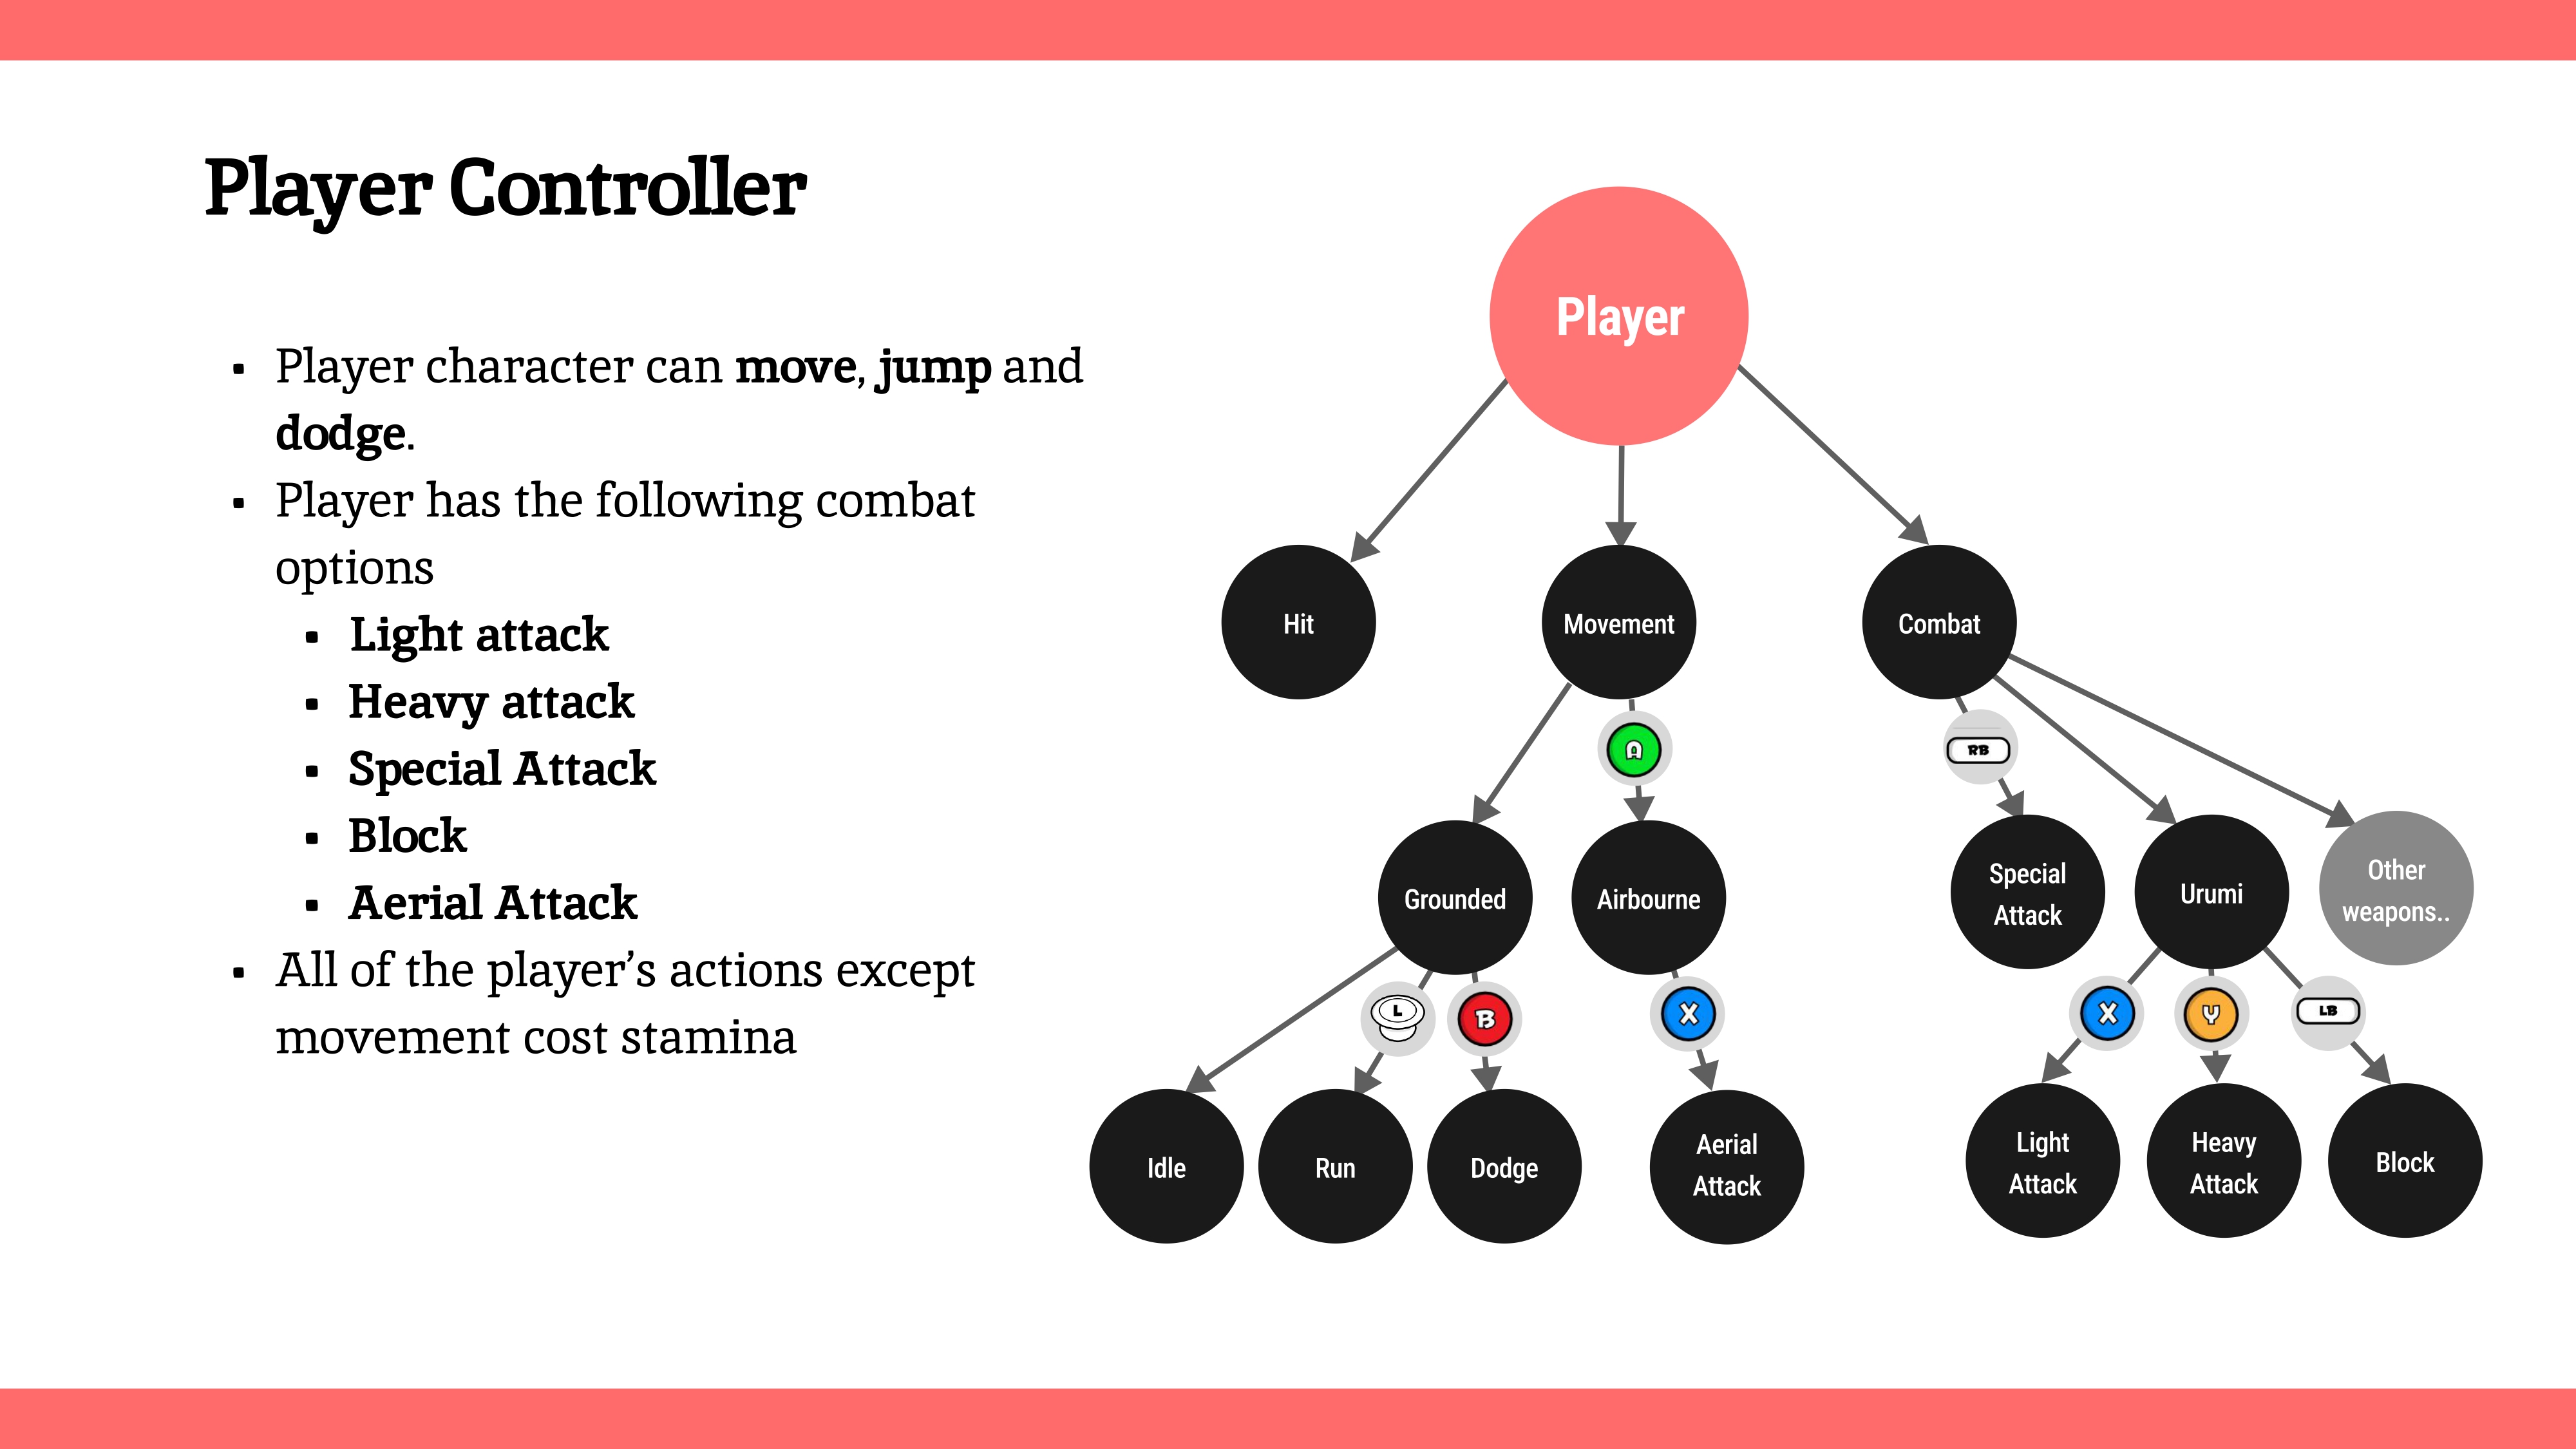 Player Controller
Player character can move, jump and
dodge.
Player has the following combat
options
Light attack
Heavy attack
Special Attack
Block
Aerial Attack
All of the player’s actions except
movement cost stamina
Player
Hit
Movement
Combat
A
RB
Grounded
Airbourne
Special
Attack
Urumi
Other
weapons..
L
B
X
X
Y
LB
Idle
Run
Dodge
Aerial
Attack
Light
Attack
Heavy
Attack
Block